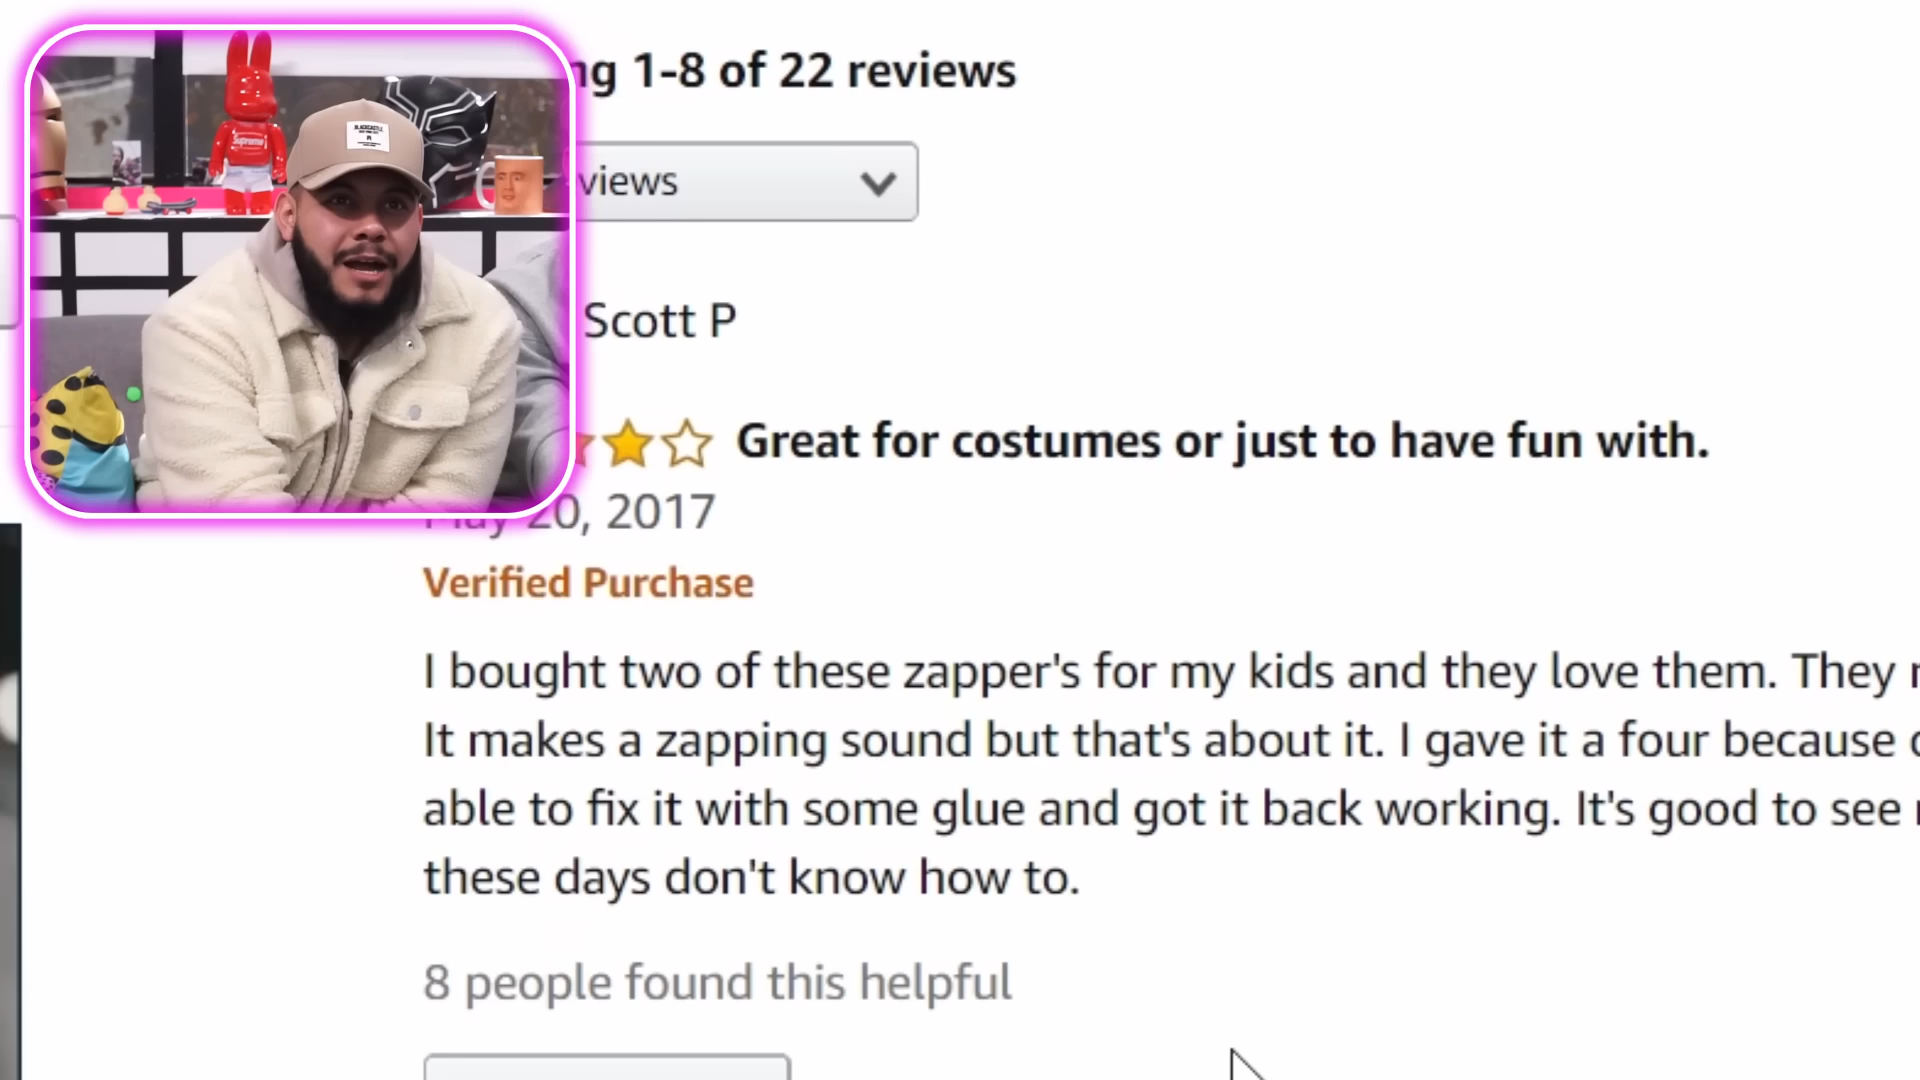 ng 1-8 of 22 reviews
views
Scott P
Great for costumes or just to have fun with.
May 20, 2017
Verified Purchase
I bought two of these zapper's for my kids and they love them. They
It makes a zapping sound but that's about it. I gave it a four because
able to fix it with some glue and got it back working. It's good to see
these days don't know how to.
8 people found this helpful
Supreme